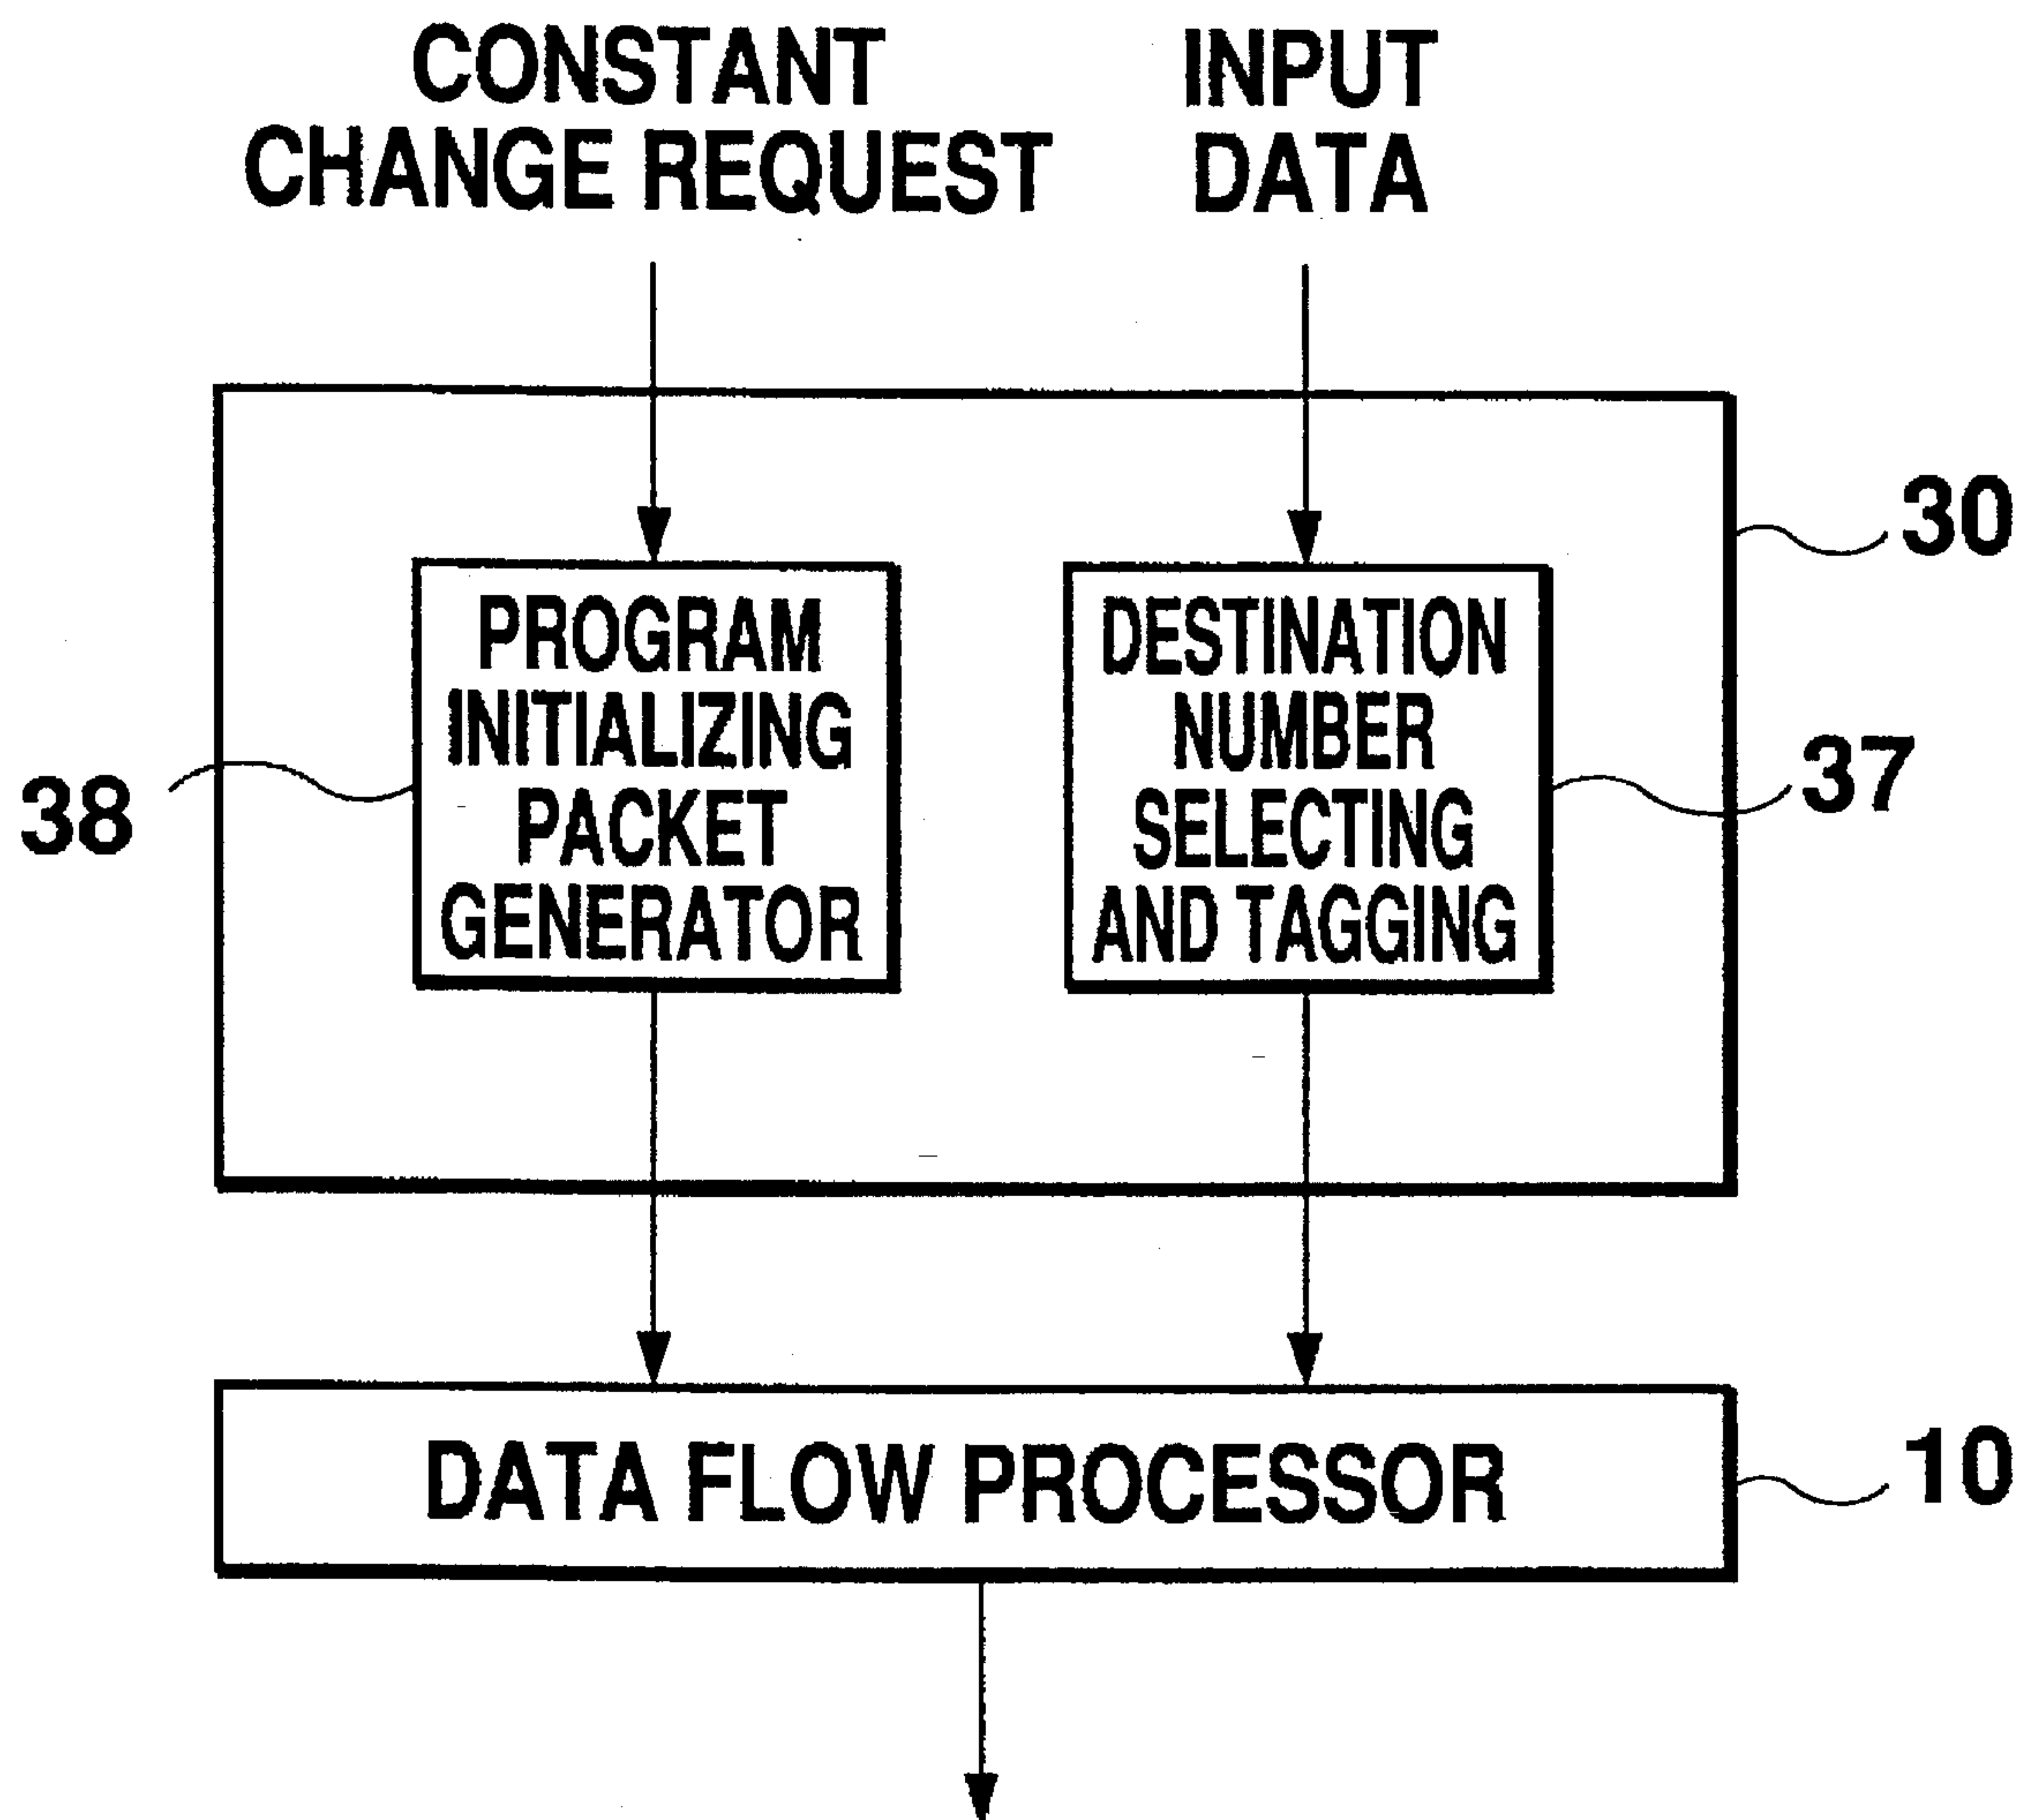 CONSTANT
CHANGE REQUEST
INPUT
DATA
30
PROGRAM
INITIALIZING
PACKET
GENERATOR
DESTINATION
NUMBER
SELECTING
AND TAGGING
38
37
DATA FLOW PROCESSOR
10